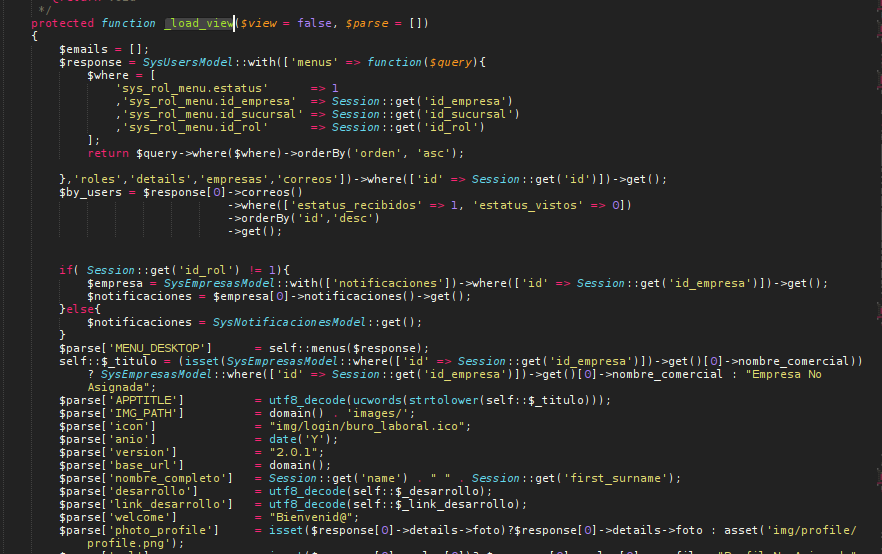 */
protected function _load_view($view = false, $parse = [])
{
$emails = [];
$response = SysUsersModel::with(['menus' => function($query){
$where = [
'sys_rol_menu.estatus' => 1
,'sys_rol_menu.id_empresa' => Session::get('id_empresa')
,'sys_rol_menu.id_sucursal' => Session::get('id_sucursal')
,'sys_rol_menu.id_rol' => Session::get('id_rol')
];
return $query->where($where)->orderBy('orden', 'asc');
},'roles','details','empresas','correos'])->where(['id' => Session::get('id')])->get();
$by_users = $response[0]->correos()
->where(['estatus_recibidos' => 1, 'estatus_vistos' => 0])
->orderBy('id','desc')
->get();
if( Session::get('id_rol') != 1){
$empresa = SysEmpresasModel::with(['notificaciones'])->where(['id' => Session::get('id_empresa')])->get();
$notificaciones = $empresa[0]->notificaciones()->get();
}else{
$notificaciones = SysNotificacionesModel::get();
}
$parse['MENU_DESKTOP'] = self::menus($response);
self::$_titulo = (isset(SysEmpresasModel::where(['id' => Session::get('id_empresa')])->get()[0]->nombre_comercial))
? SysEmpresasModel::where(['id' => Session::get('id_empresa')])->get()[0]->nombre_comercial : "Empresa No
Asignada";
$parse['APPTITLE'] = utf8_decode(ucwords(strtolower(self::$_titulo)));
$parse['IMG_PATH'] = domain() . 'images/';
$parse['icon'] = "img/login/buro_laboral.ico";
$parse['anio'] = date('Y');
$parse['version'] = "2.0.1";
$parse['base_url'] = domain();
$parse['nombre_completo'] = Session::get('name') . " " . Session::get('first_surname');
$parse['desarrollo'] = utf8_decode(self::$_desarrollo);
$parse['link_desarrollo'] = utf8_decode(self::$_link_desarrollo);
$parse['welcome'] = "Bienvenid@";
$parse['photo_profile'] = isset($response[0]->details->foto)?$response[0]->details->foto : asset('img/profile/
profile.png');